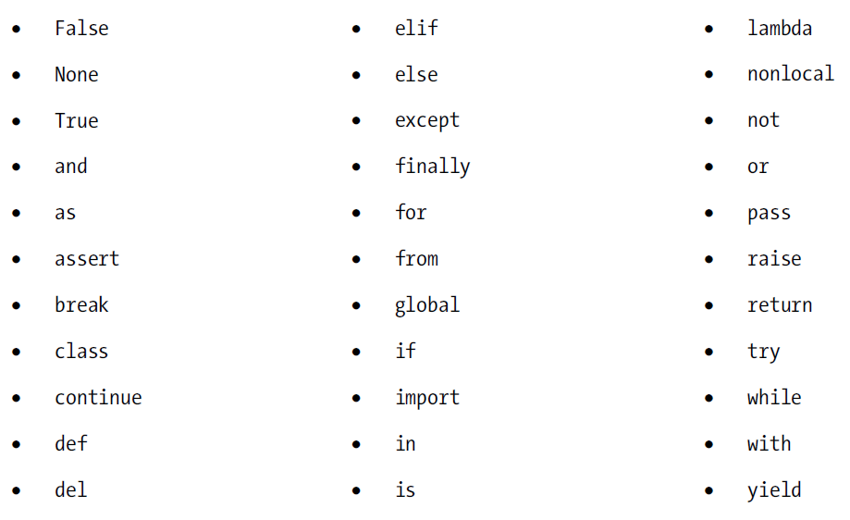 • False
• None
• True
• and
• as
• assert
• break
• class
• continue
• def
• del
• elif
• else
• except
• finally
• for
• from
• global
• if
• import
• in
• is
• lambda
• nonlocal
• not
• or
• pass
• raise
• return
• try
• while
• with
• yield